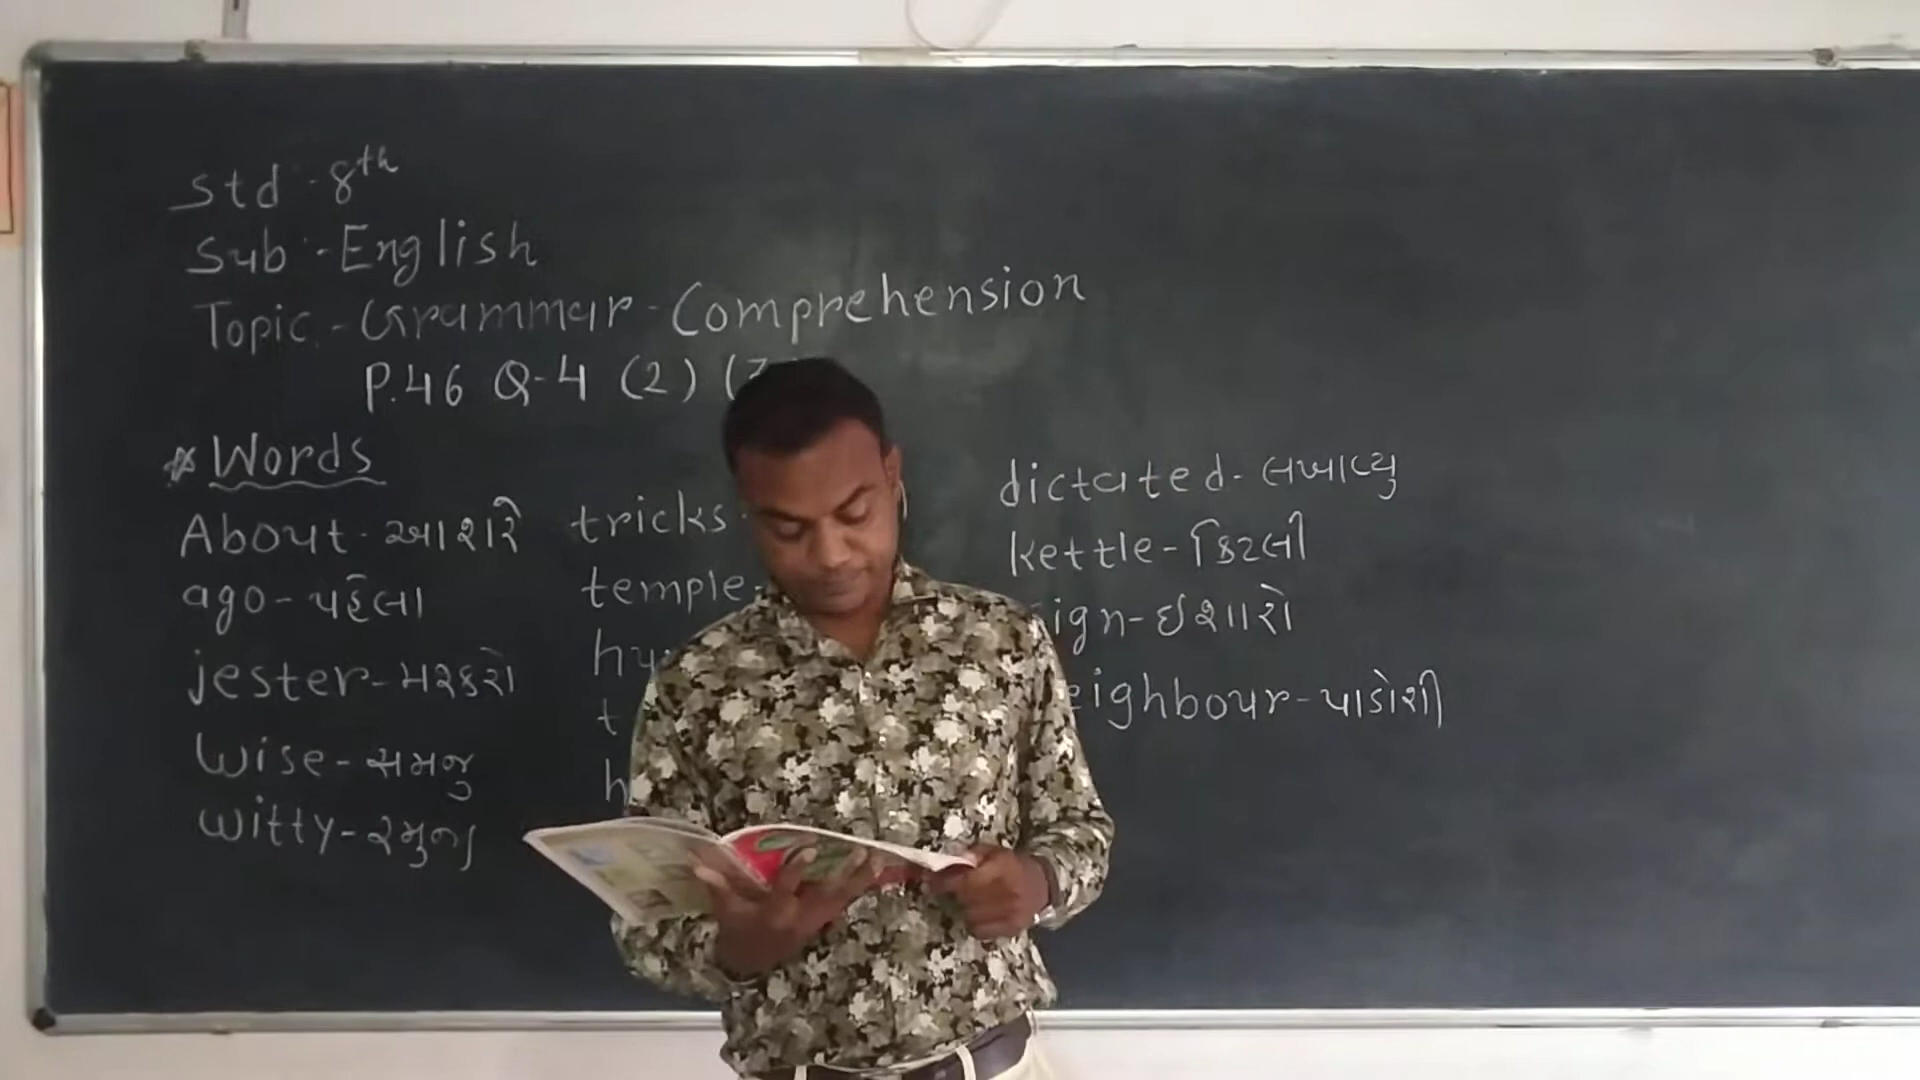 Std - 8th
Sub - English
Topic - Grammar - Comprehension
P.46 Q-4 (2)
* Words
About - આશરે
ago - પહેલા
jester - મશ્કરો
Wise - સમજુ
Witty - રમુજી
tricks -
temple -
dictated - લખાવ્યુ
kettle - કિટલી
ign - ઇશારો
eighbour - પાડોશી